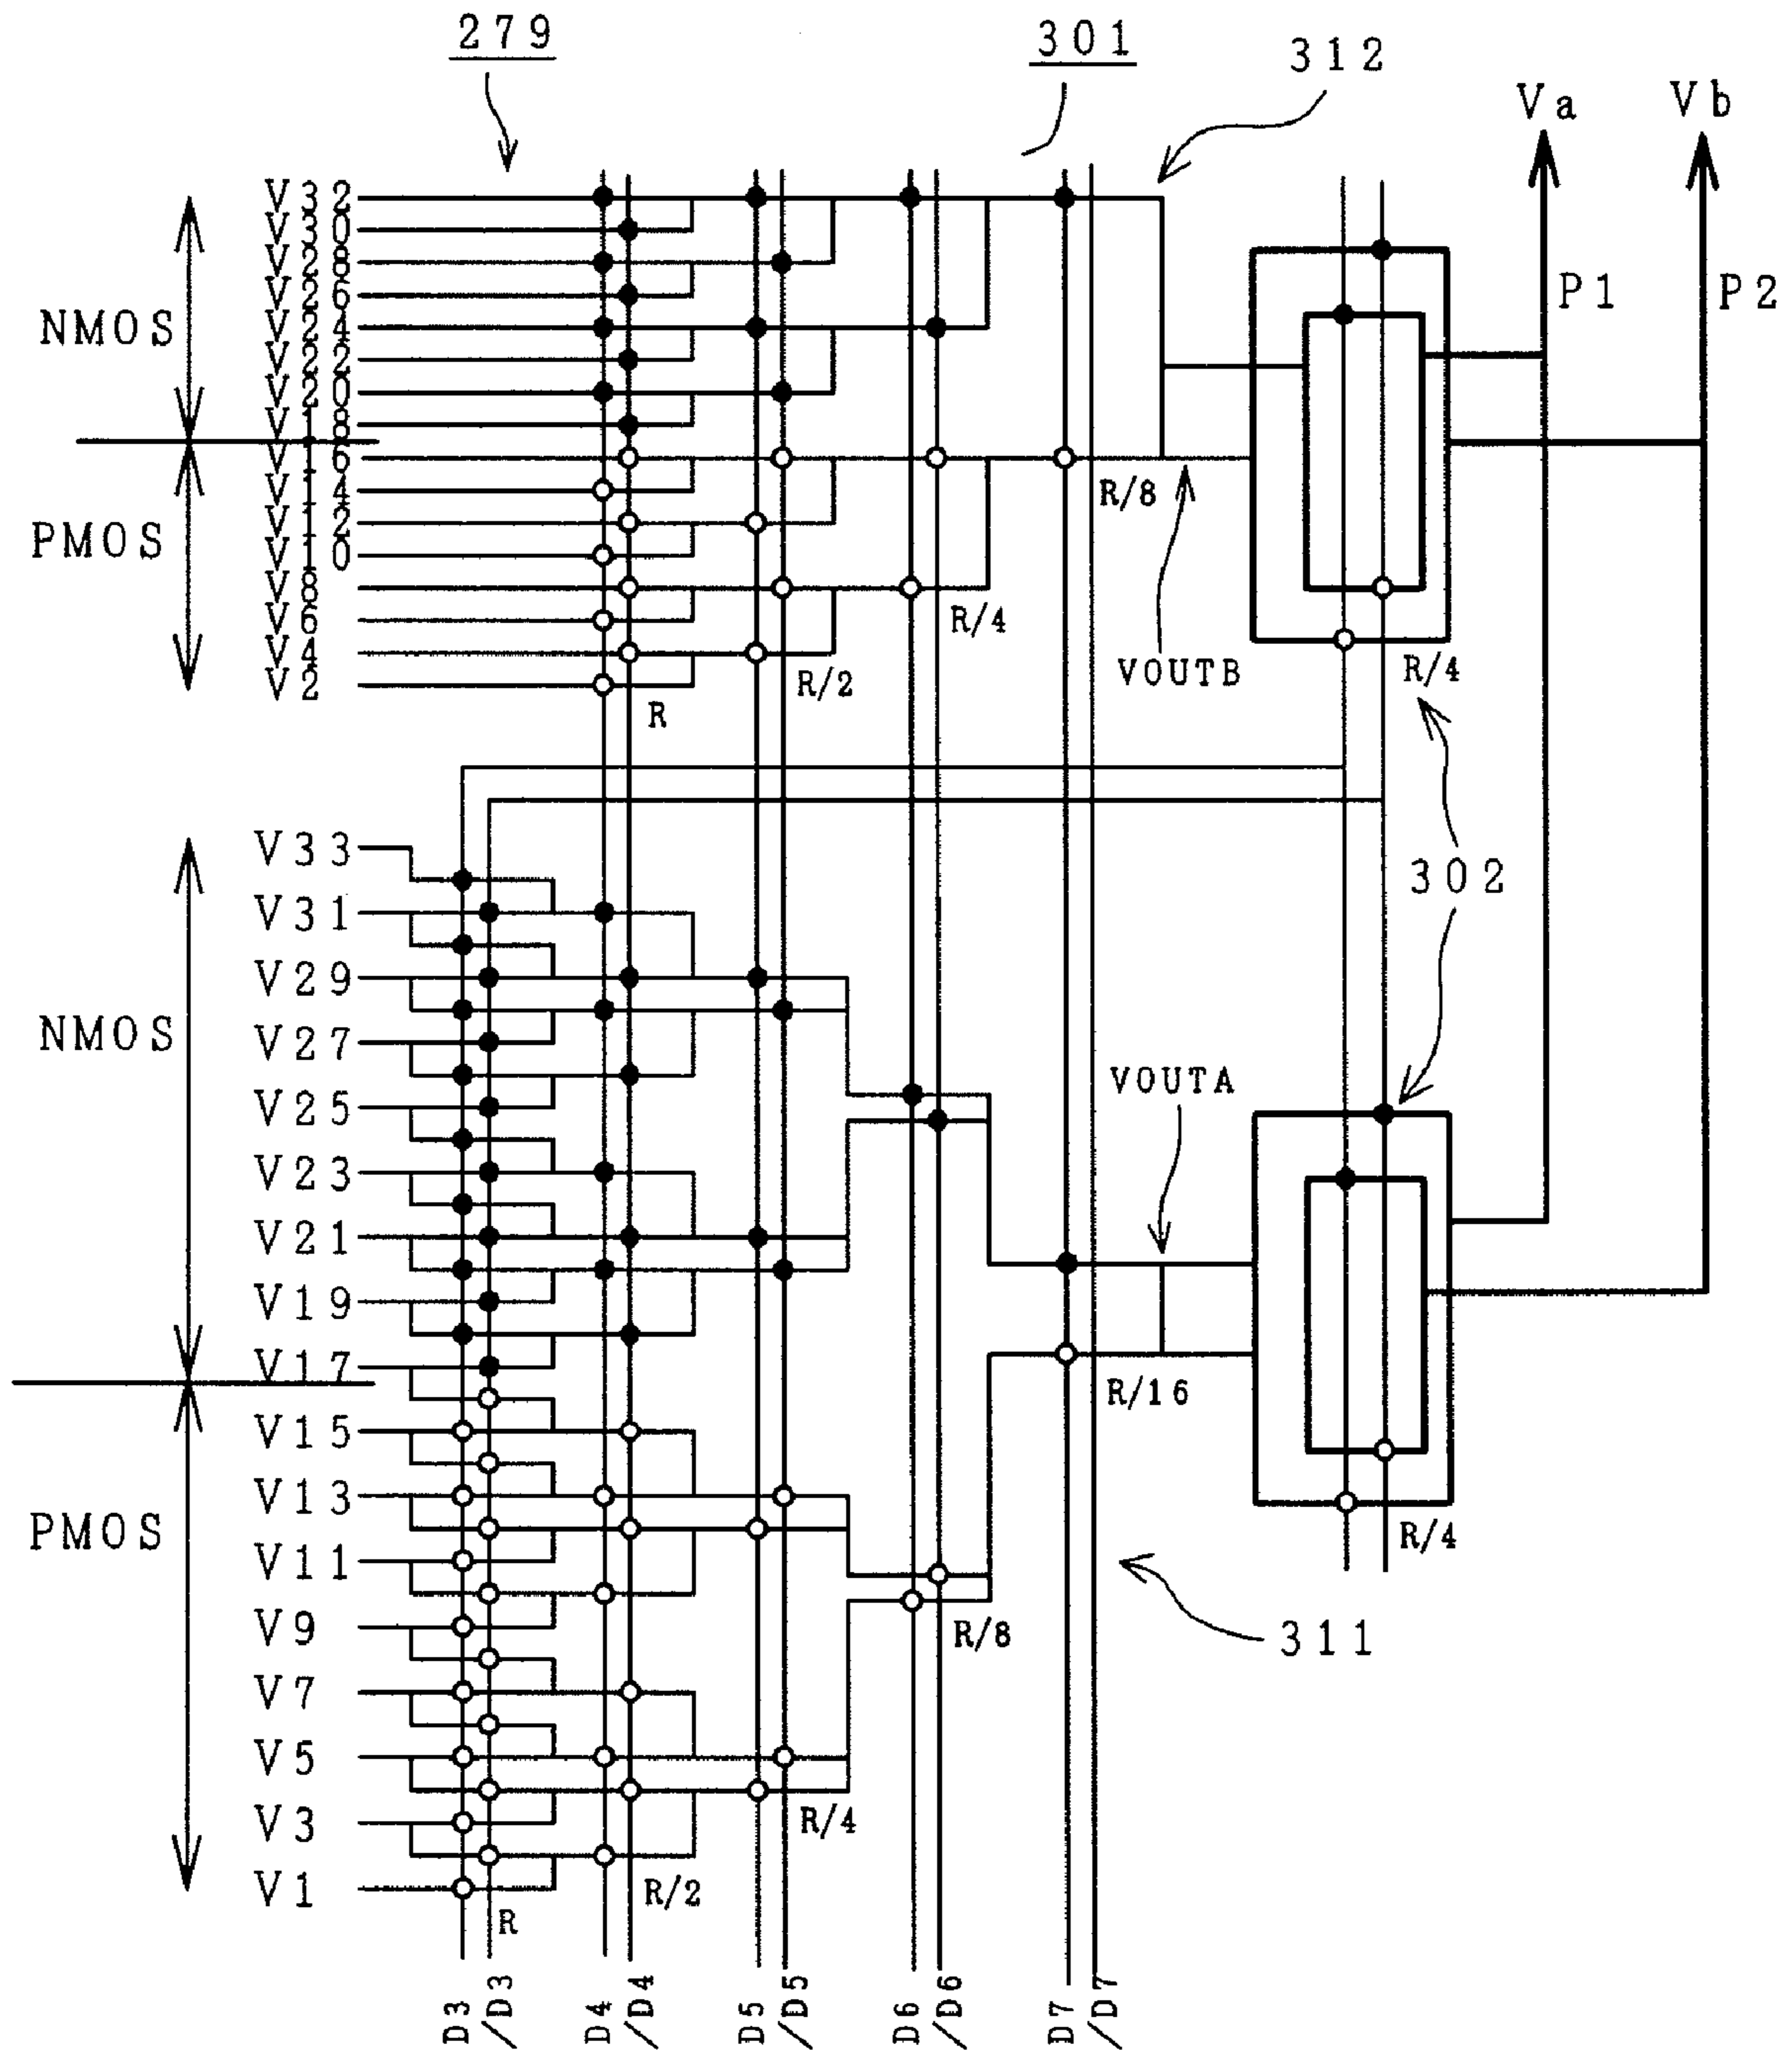 279
301
312
Va
Vb
V32
V30
V28
V26
V24
V22
V20
V18
V16
V14
V12
V10
V8
V6
V4
V2
NMOS
PMOS
P1
P2
R/8
R/4
R/2
R
VOUTB
R/4
302
V33
V31
V29
V27
V25
V23
V21
V19
V17
V15
V13
V11
V9
V7
V5
V3
V1
NMOS
PMOS
VOUTA
R/16
R/4
311
R/8
R/4
R/2
R
D3
/D3
D4
/D4
D5
/D5
D6
/D6
D7
/D7